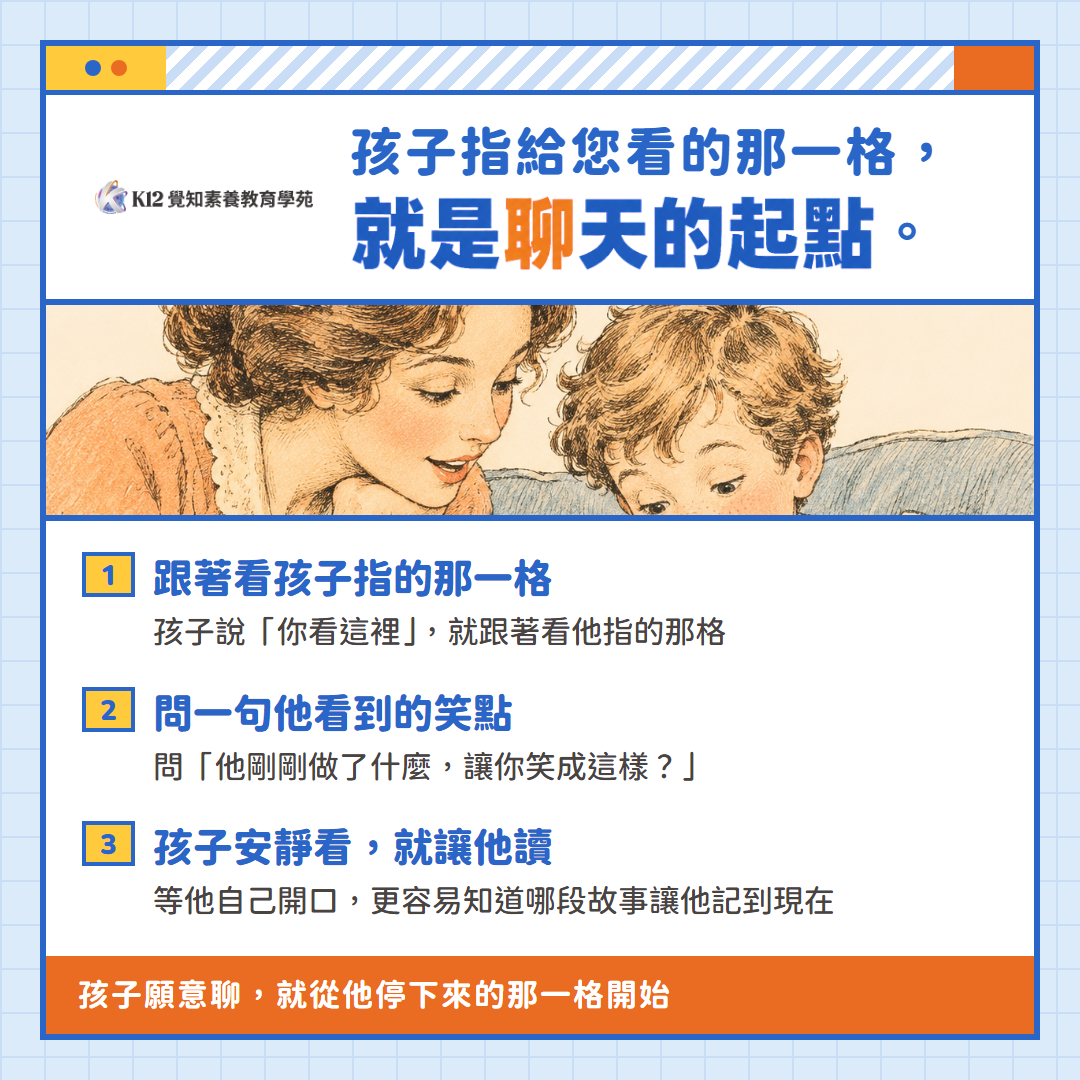 K12 覺知素養教育學苑
孩子指給您看的那一格，
就是聊天的起點。
1 跟著看孩子指的那一格
孩子說「你看這裡」，就跟著看他指的那格
2 問一句他看到的笑點
問「他剛剛做了什麼，讓你笑成這樣？」
3 孩子安靜看，就讓他讀
等他自己開口，更容易知道哪段故事讓他記到現在
孩子願意聊，就從他停下來的那一格開始